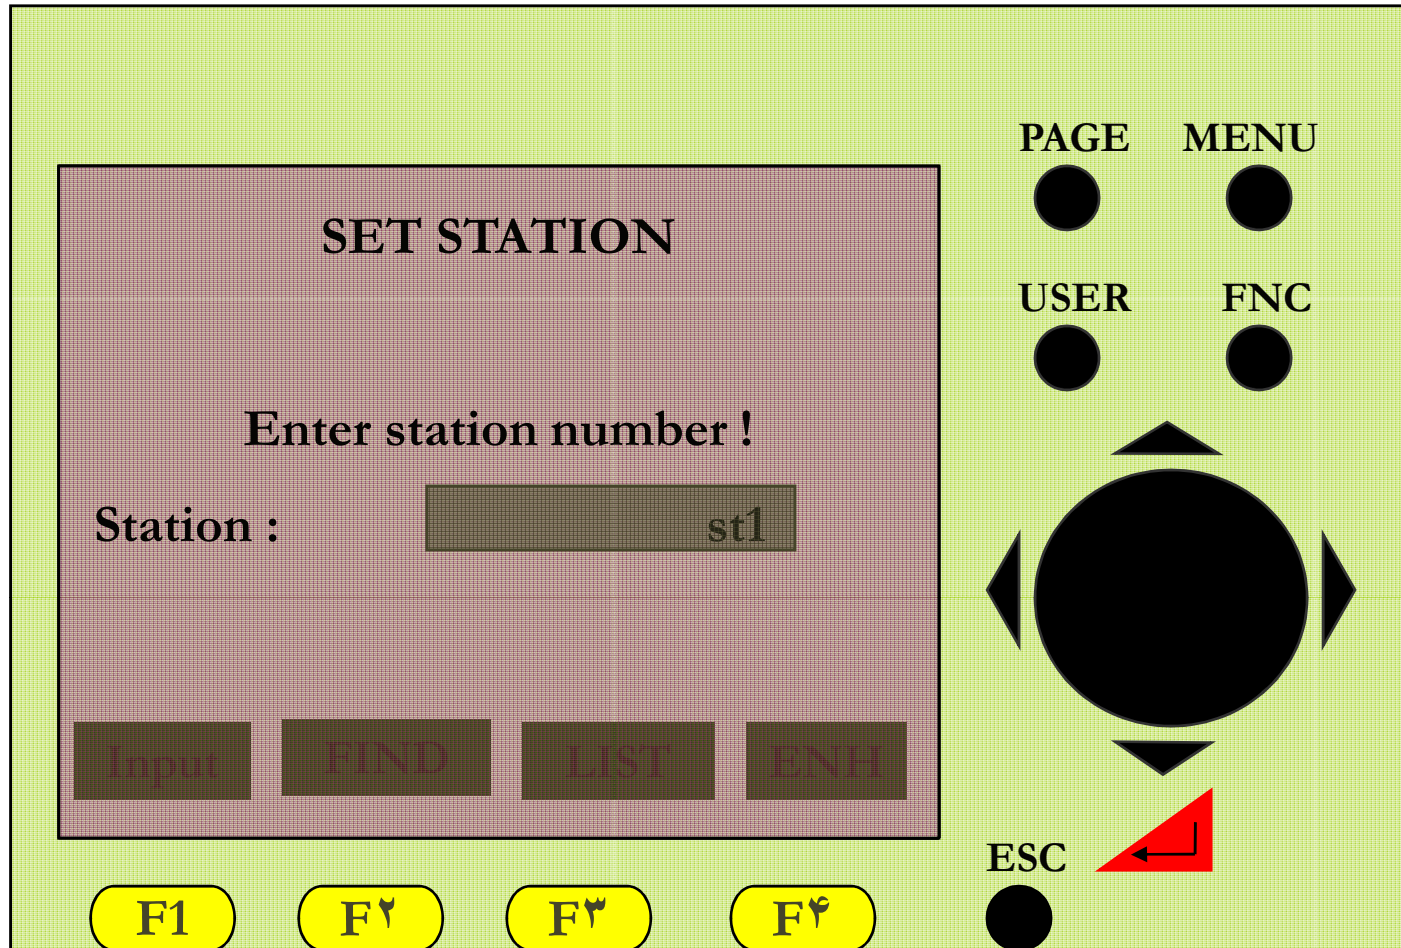 PAGE MENU
SET STATION
USER FNC
Enter station number !
Station : st1
Input FIND LIST ENH
ESC
F1 F۲ F۳ F۴